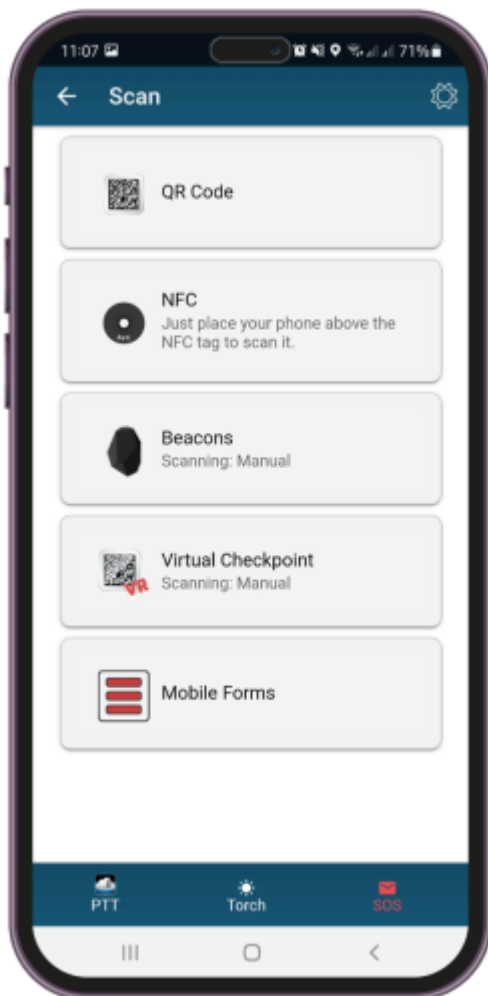 11:07 71%
Scan
QR Code
NFC
Just place your phone above the
NFC tag to scan it.
Beacons
Scanning: Manual
Virtual Checkpoint
VR
Scanning: Manual
Mobile Forms
PTT
Torch
SOS